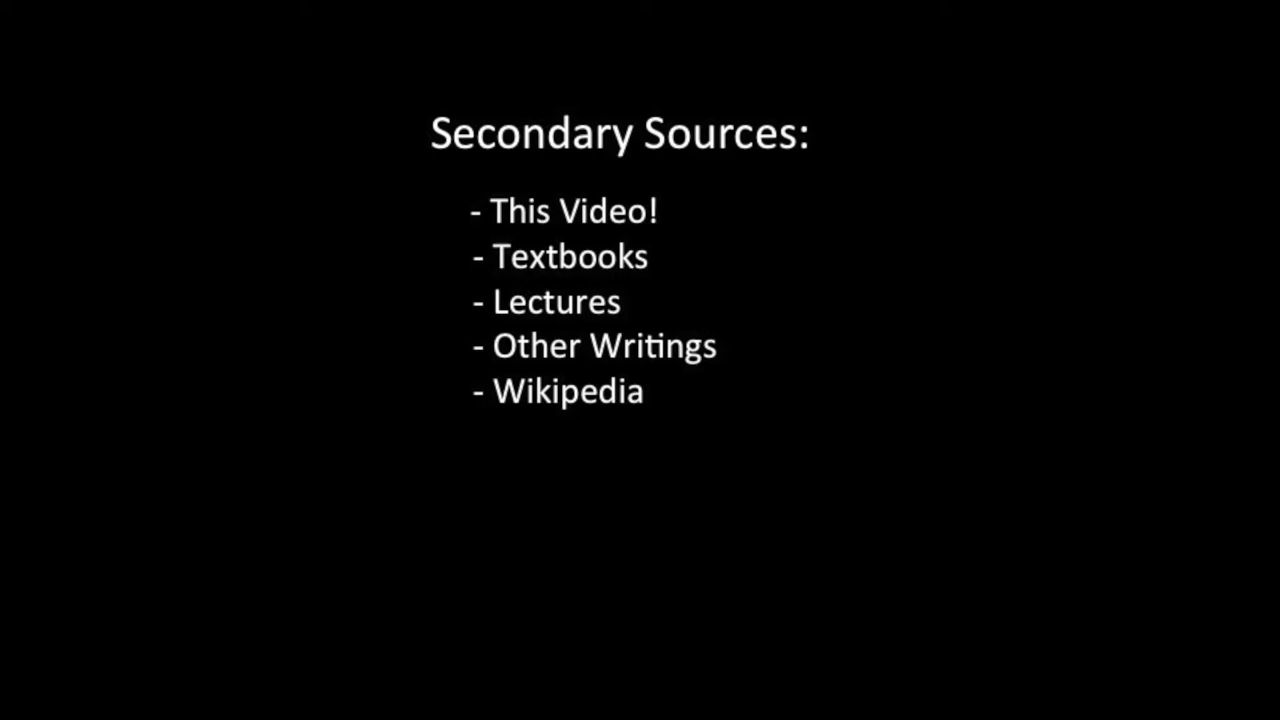 Secondary Sources:
- This Video!
- Textbooks
- Lectures
- Other Writings
- Wikipedia